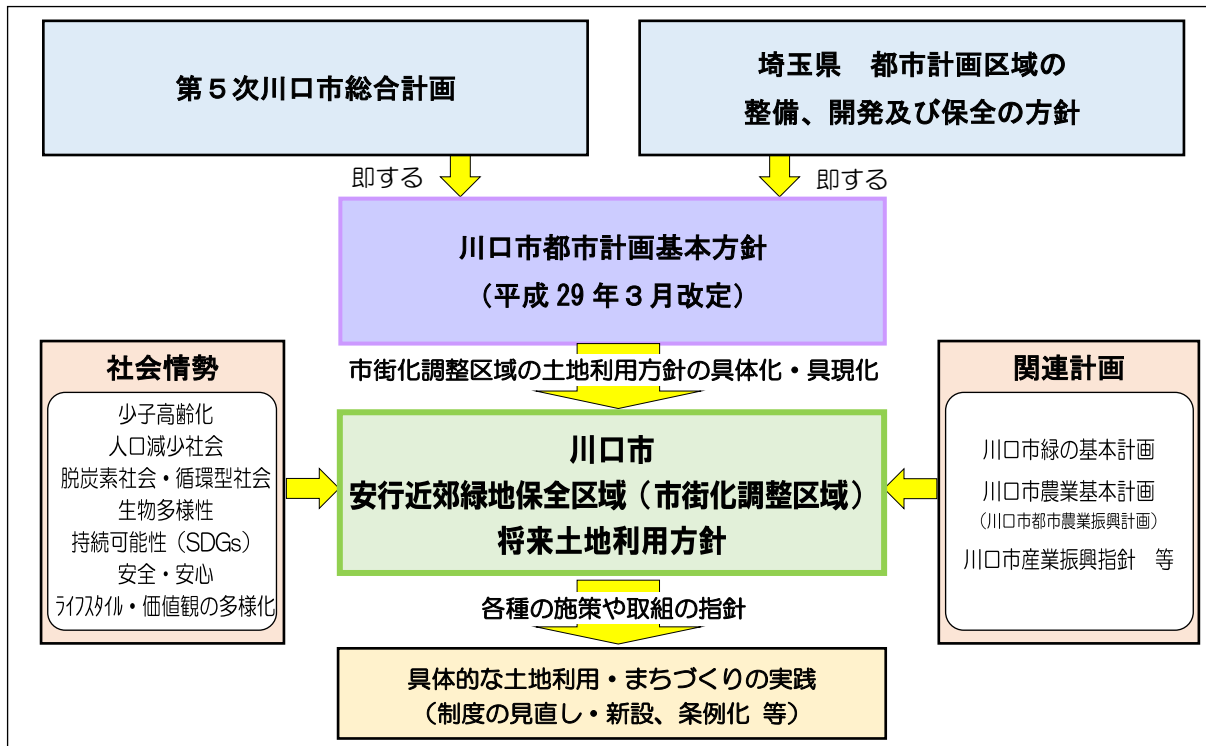 第５次川口市総合計画
埼玉県　都市計画区域の
整備、開発及び保全の方針
即する
即する
川口市都市計画基本方針
（平成 29 年３月改定）
市街化調整区域の土地利用方針の具体化・具現化
社会情勢
少子高齢化
人口減少社会
脱炭素社会・循環型社会
生物多様性
持続可能性（SDGs）
安全・安心
ﾗｲﾌｽﾀｲﾙ・価値観の多様化
川口市
安行近郊緑地保全区域（市街化調整区域）
将来土地利用方針
関連計画
川口市緑の基本計画
川口市農業基本計画
（川口市都市農業振興計画）
川口市産業振興指針　等
各種の施策や取組の指針
具体的な土地利用・まちづくりの実践
（制度の見直し・新設、条例化 等）